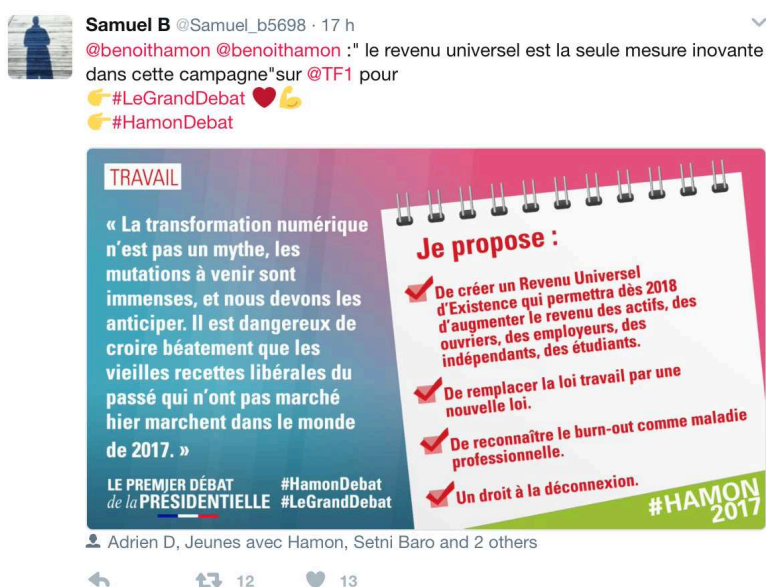 Samuel B @Samuel_b5698 · 17 h
@benoithamon @benoithamon :" le revenu universel est la seule mesure inovante
dans cette campagne"sur @TF1 pour
👉#LeGrandDebat ❤💪
👉#HamonDebat
TRAVAIL
« La transformation numérique
n'est pas un mythe, les
mutations à venir sont
immenses, et nous devons les
anticiper. Il est dangereux de
croire béatement que les
vieilles recettes libérales du
passé qui n'ont pas marché
hier marchent dans le monde
de 2017. »
LE PREMIER DÉBAT
de la PRÉSIDENTIELLE
#HamonDebat
#LeGrandDebat
Je propose :
De créer un Revenu Universel
d'Existence qui permettra dès 2018
d'augmenter le revenu des actifs, des
ouvriers, des employeurs, des
indépendants, des étudiants.
De remplacer la loi travail par une
nouvelle loi.
De reconnaître le burn-out comme maladie
professionnelle.
Un droit à la déconnexion.
#HAMON
2017
Adrien D, Jeunes avec Hamon, Setni Baro and 2 others
12 13